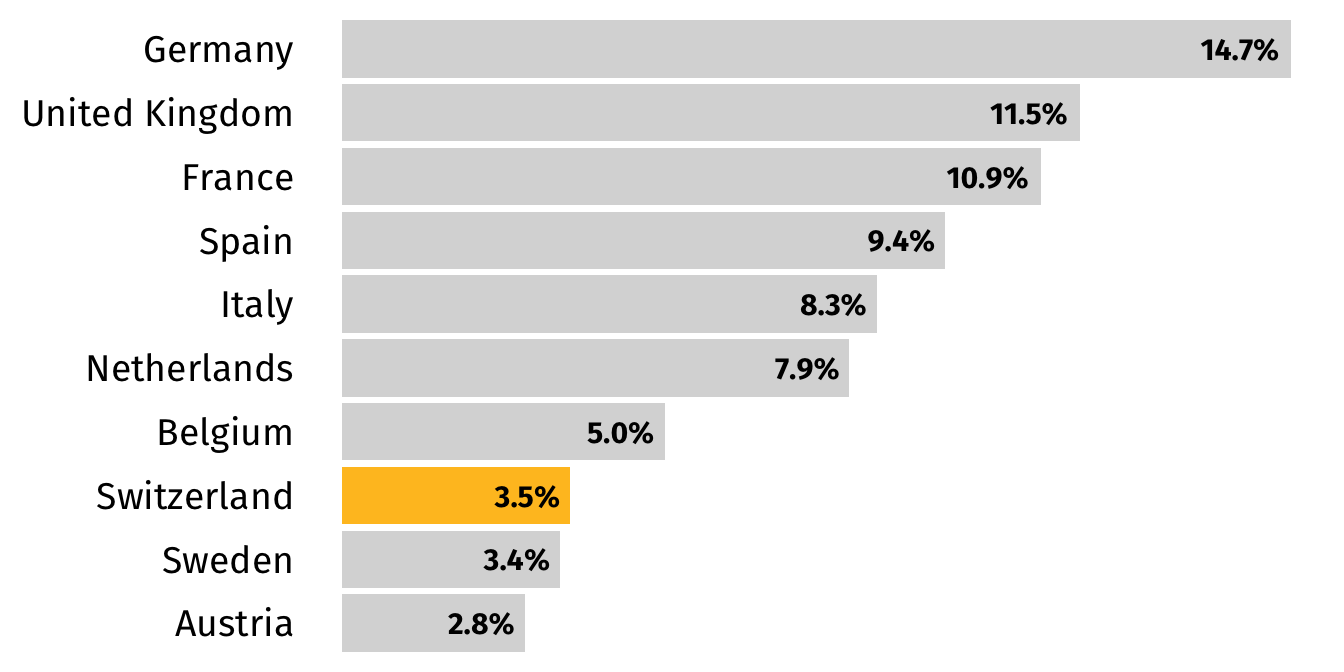 Germany 14.7%
United Kingdom 11.5%
France 10.9%
Spain 9.4%
Italy 8.3%
Netherlands 7.9%
Belgium 5.0%
Switzerland 3.5%
Sweden 3.4%
Austria 2.8%